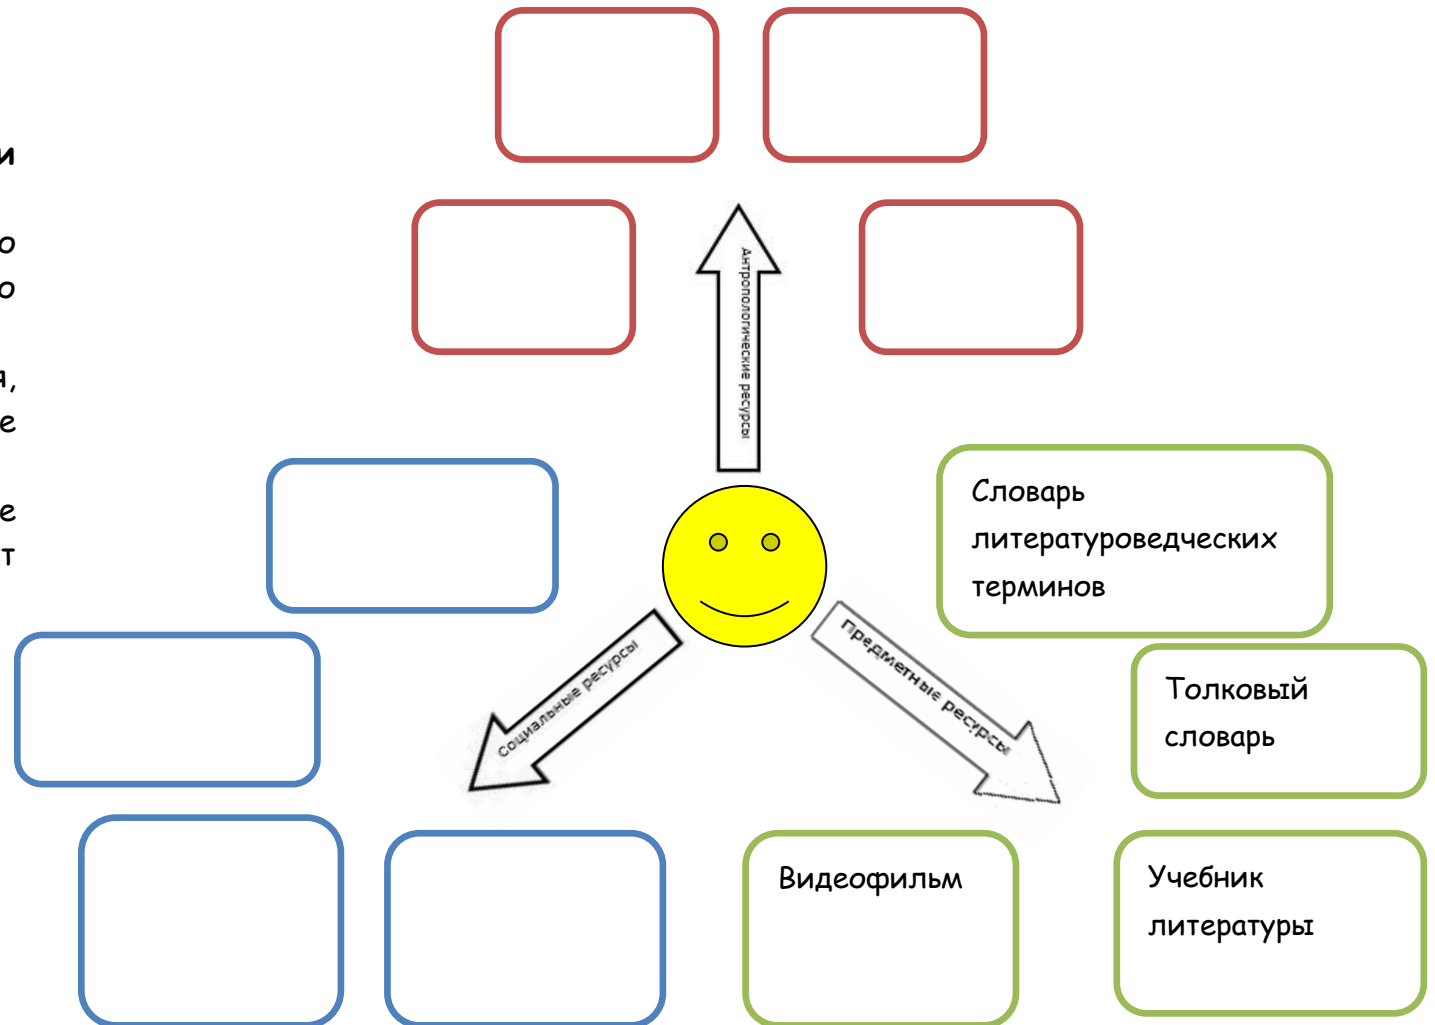 и
о
о
я,
е
е
т
Антропологические ресурсы
Словарь
литературоведческих
терминов
Социальные ресурсы
Предметные ресурсы
Толковый
словарь
Видеофильм
Учебник
литературы